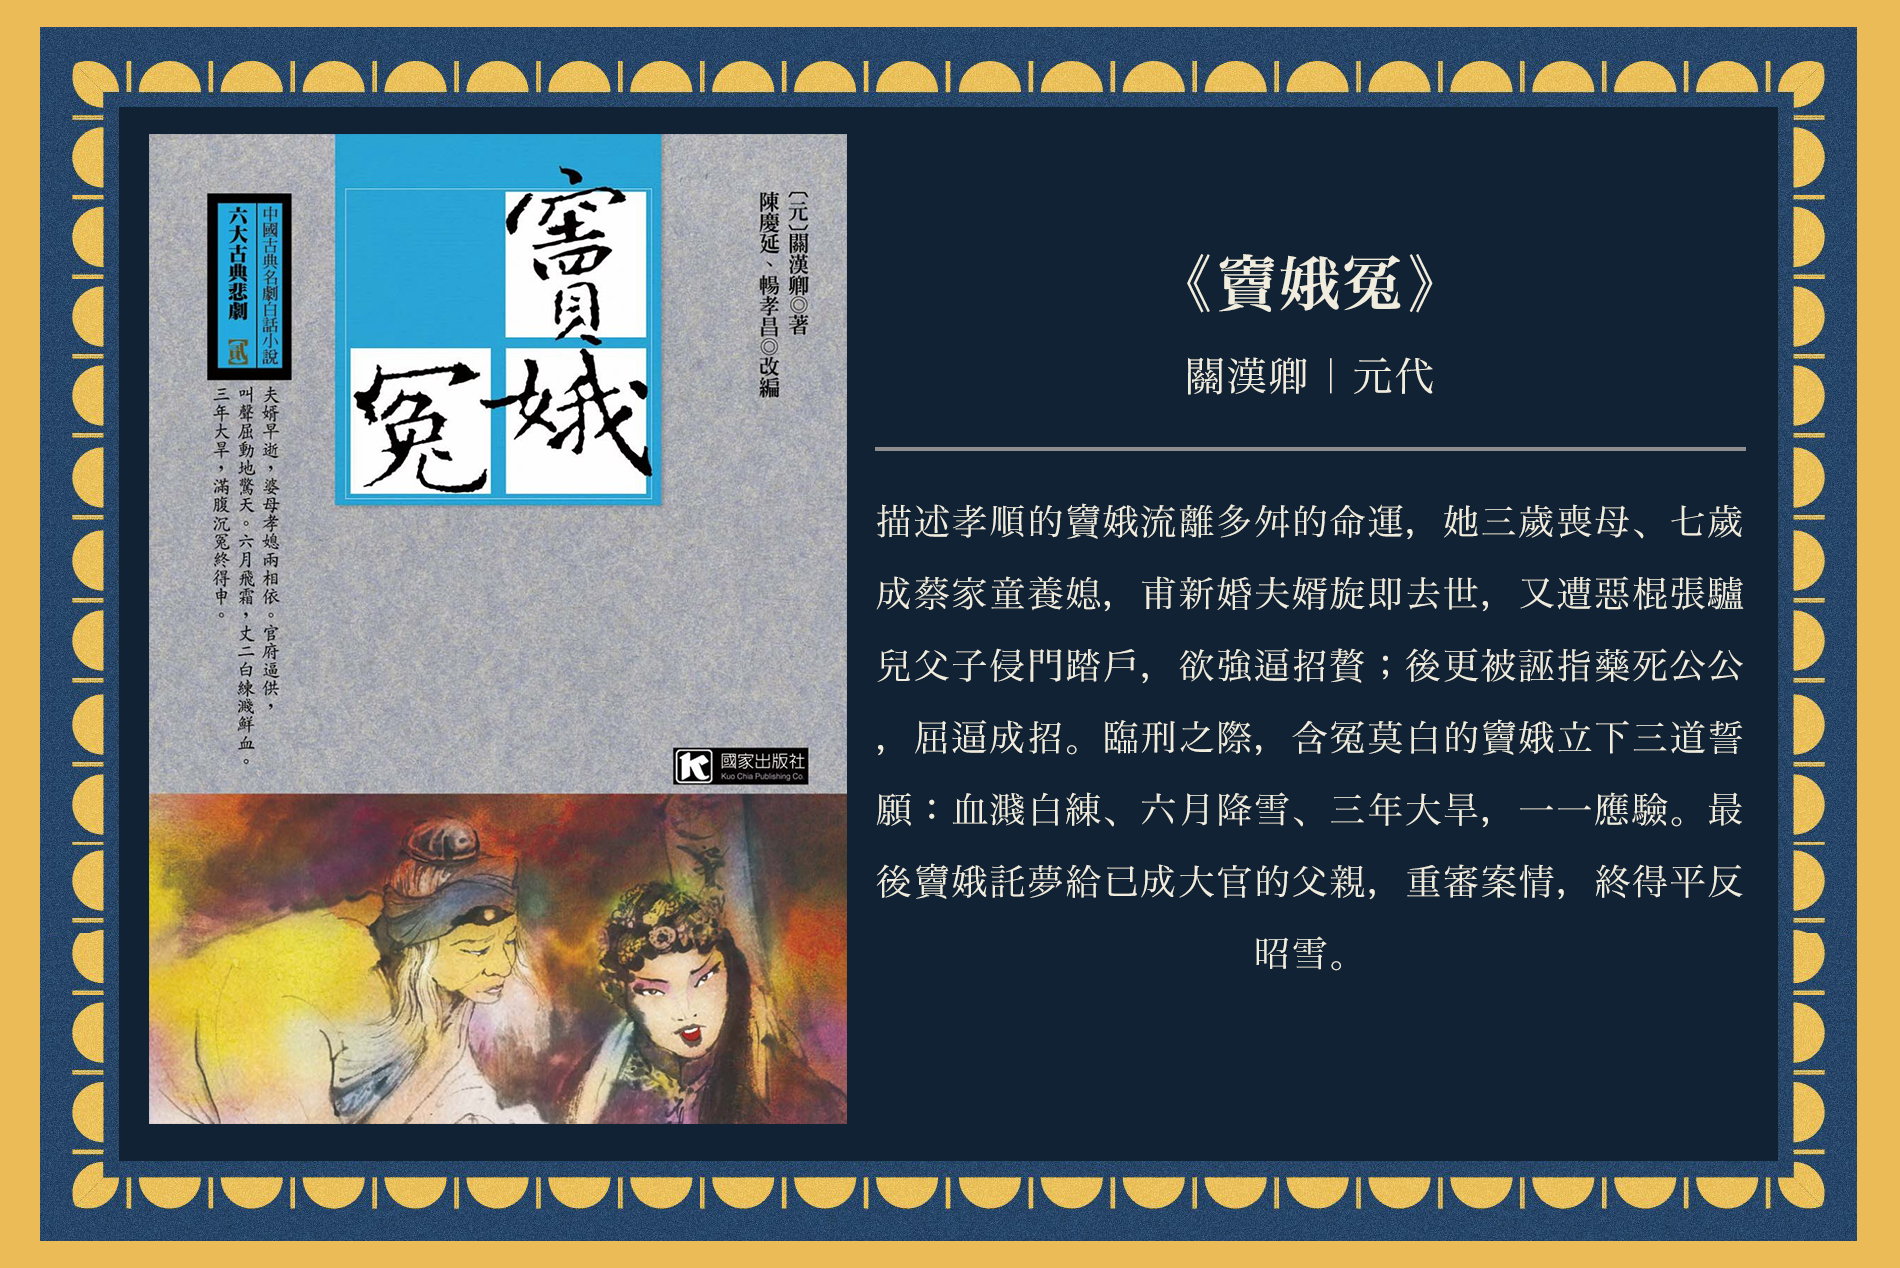 〔元〕關漢卿◎著
陳慶延、暢孝昌◎改編
竇娥
冤
中國古典名劇白話小說
六大古典悲劇【貳】
夫婿早逝，婆母孝媳兩相依。官府逼供，
叫聲屈動地驚天。六月飛霜，丈二白練濺鮮血。
三年大旱，滿腹沉冤終得申。
國家出版社
Kuo Chia Publishing Co.
《竇娥冤》
關漢卿｜元代
描述孝順的竇娥流離多舛的命運，她三歲喪母、七歲
成蔡家童養媳，甫新婚夫婿旋即去世，又遭惡棍張驢
兒父子侵門踏戶，欲強逼招贅；後更被誣指藥死公公
，屈逼成招。臨刑之際，含冤莫白的竇娥立下三道誓
願：血濺白練、六月降雪、三年大旱，一一應驗。最
後竇娥託夢給已成大官的父親，重審案情，終得平反
昭雪。